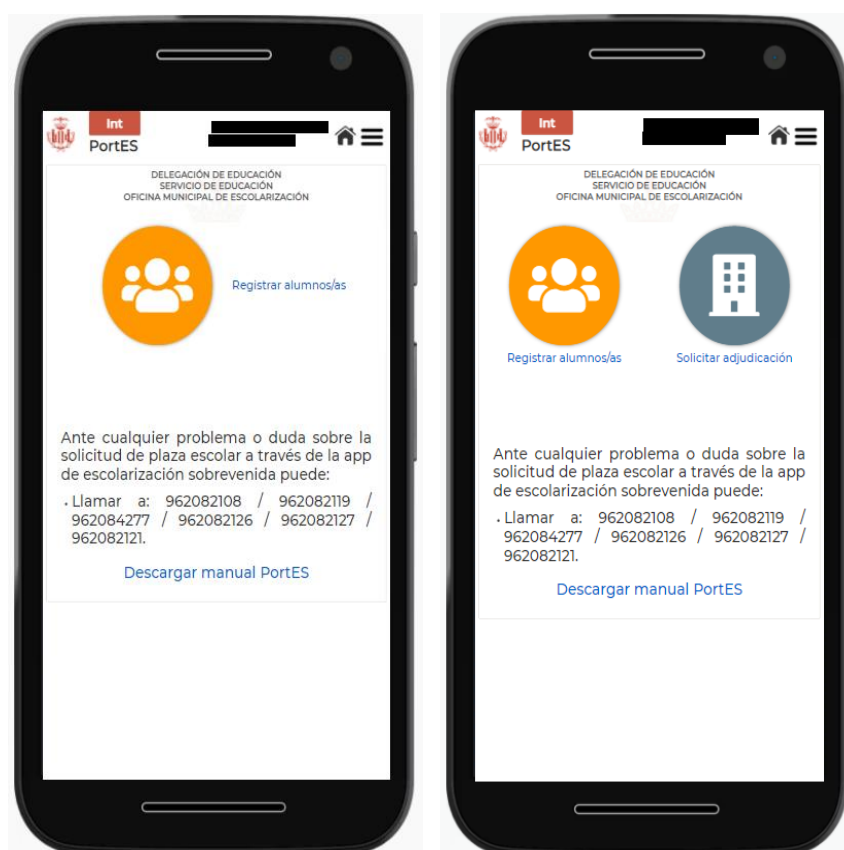 Int
PortES
DELEGACIÓN DE EDUCACIÓN
SERVICIO DE EDUCACIÓN
OFICINA MUNICIPAL DE ESCOLARIZACIÓN
Registrar alumnos/as
Ante cualquier problema o duda sobre la
solicitud de plaza escolar a través de la app
de escolarización sobrevenida puede:
• Llamar a: 962082108 / 962082119 /
962084277 / 962082126 / 962082127 /
962082121.
Descargar manual PortES
Int
PortES
DELEGACIÓN DE EDUCACIÓN
SERVICIO DE EDUCACIÓN
OFICINA MUNICIPAL DE ESCOLARIZACIÓN
Registrar alumnos/as
Solicitar adjudicación
Ante cualquier problema o duda sobre la
solicitud de plaza escolar a través de la app
de escolarización sobrevenida puede:
• Llamar a: 962082108 / 962082119 /
962084277 / 962082126 / 962082127 /
962082121.
Descargar manual PortES